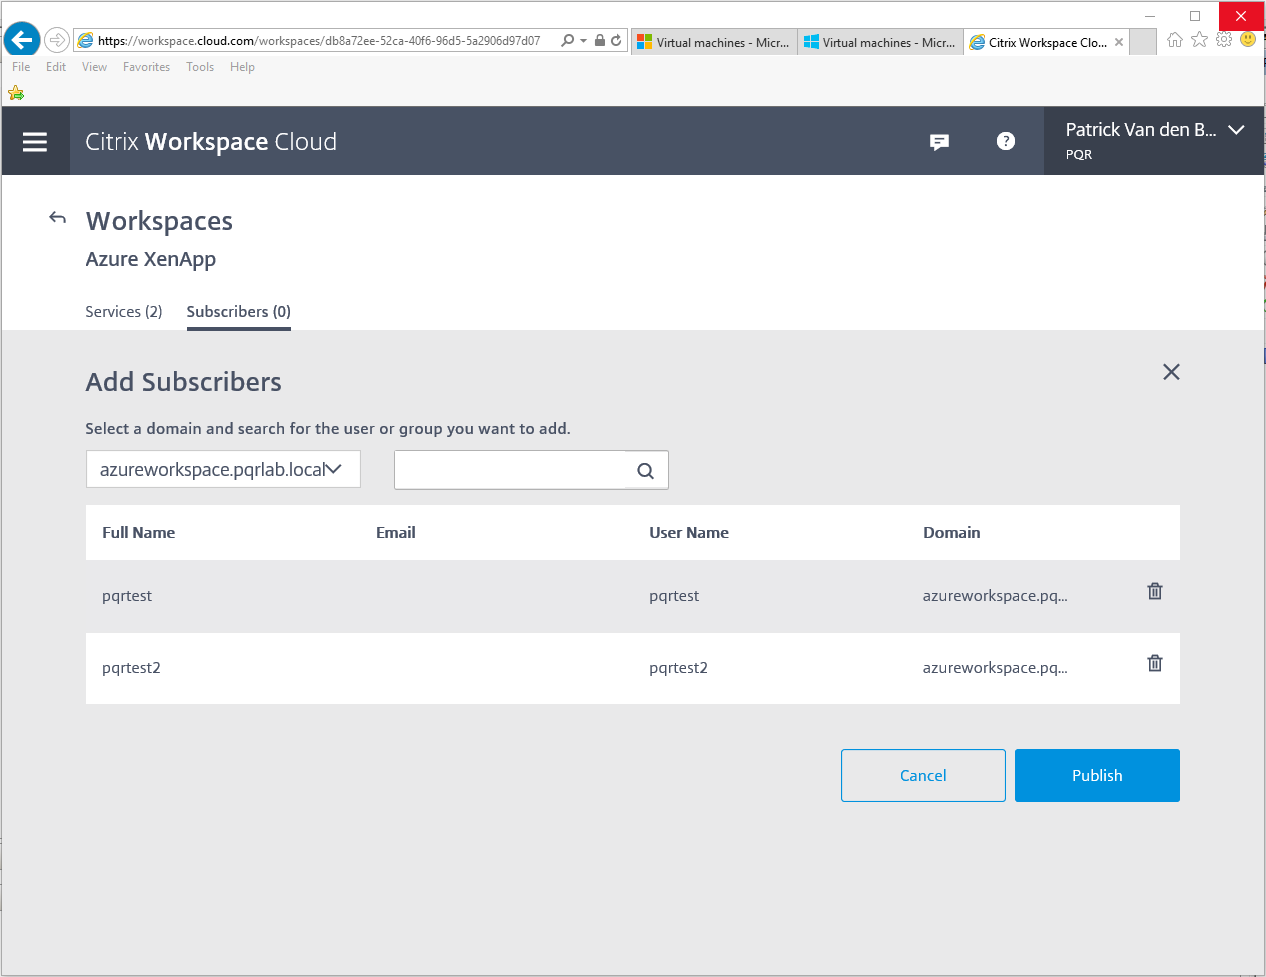 https://workspace.cloud.com/workspaces/db8a72ee-52ca-40f6-96d5-5a2906d97d07
Virtual machines - Micr...
Virtual machines - Micr...
Citrix Workspace Clo...
File Edit View Favorites Tools Help
Citrix Workspace Cloud
?
Patrick Van den B...
PQR
Workspaces
Azure XenApp
Services (2) Subscribers (0)
Add Subscribers
Select a domain and search for the user or group you want to add.
azureworkspace.pqrlab.local
Full Name Email User Name Domain
pqrtest pqrtest azureworkspace.pq...
pqrtest2 pqrtest2 azureworkspace.pq...
Cancel Publish